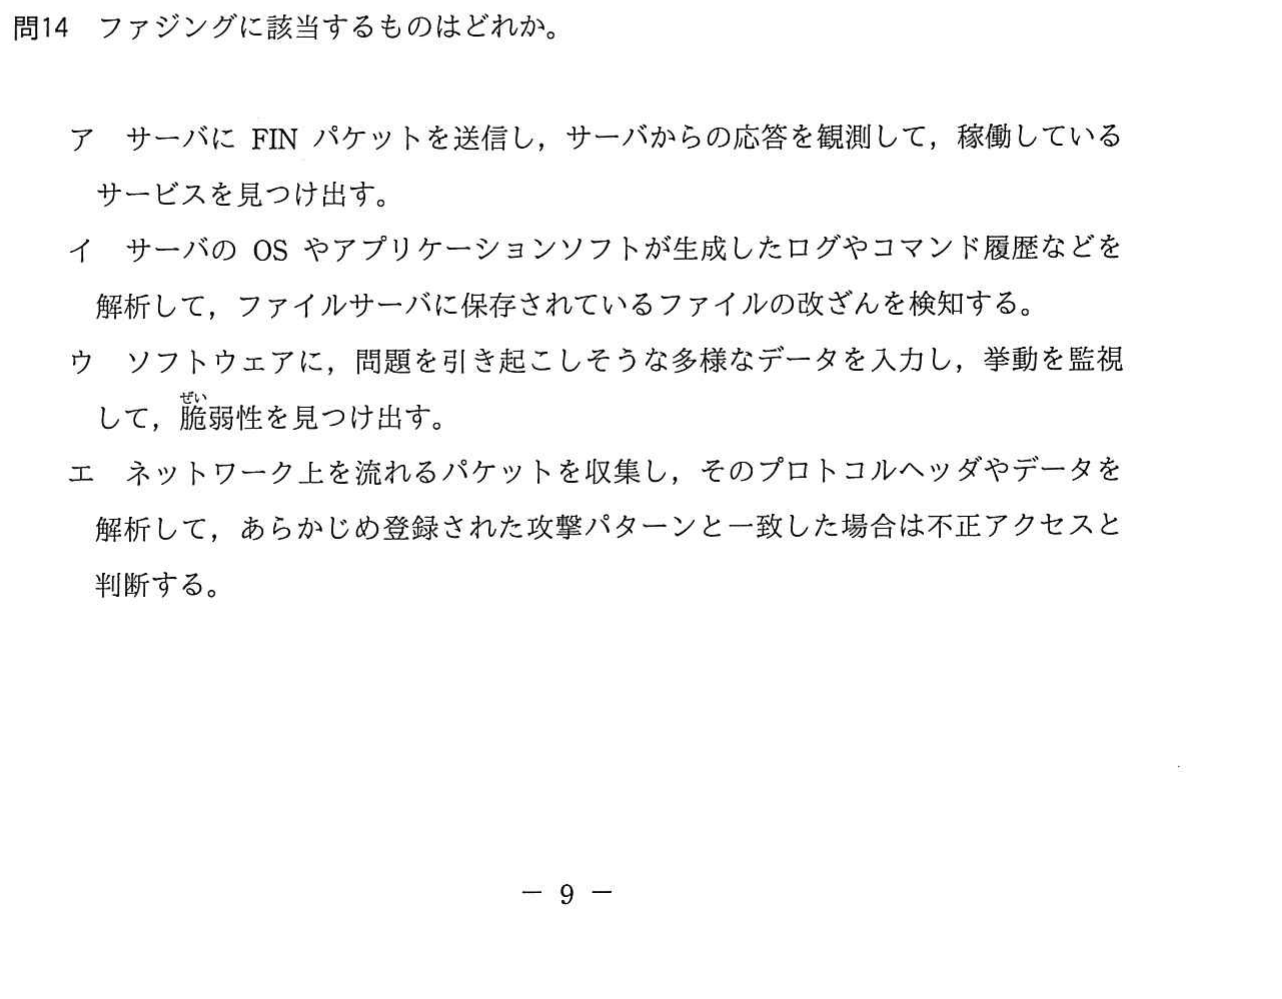 問14　ファジングに該当するものはどれか。
ア　サーバに FIN パケットを送信し，サーバからの応答を観測して，稼働している
サービスを見つけ出す。
イ　サーバの OS やアプリケーションソフトが生成したログやコマンド履歴などを
解析して，ファイルサーバに保存されているファイルの改ざんを検知する。
ウ　ソフトウェアに，問題を引き起こしそうな多様なデータを入力し，挙動を監視
ぜい
して，脆弱性を見つけ出す。
エ　ネットワーク上を流れるパケットを収集し，そのプロトコルヘッダやデータを
解析して，あらかじめ登録された攻撃パターンと一致した場合は不正アクセスと
判断する。
－ 9 －